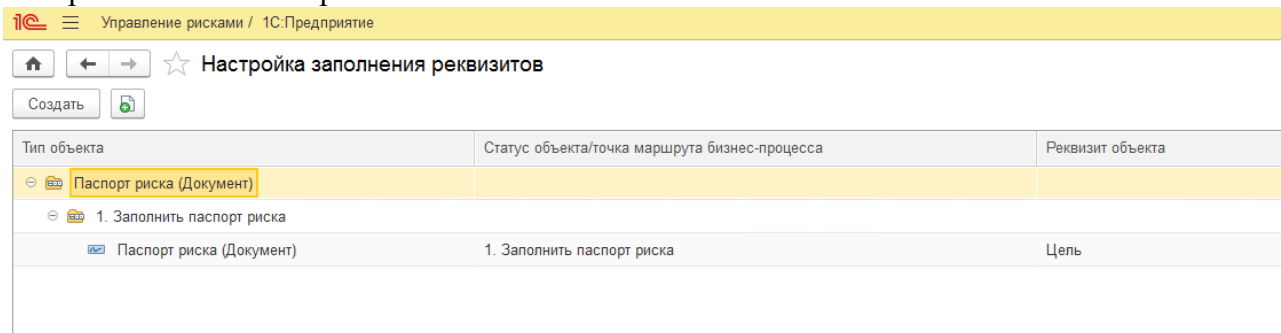 1С Управление рисками / 1С:Предприятие
Настройка заполнения реквизитов
Создать
Тип объекта Статус объекта/точка маршрута бизнес-процесса Реквизит объекта
Паспорт риска (Документ)
1. Заполнить паспорт риска
Паспорт риска (Документ) 1. Заполнить паспорт риска Цель